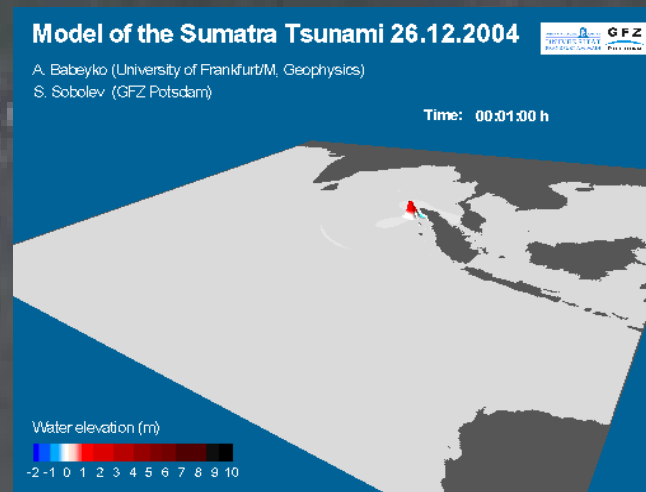 Model of the Sumatra Tsunami 26.12.2004
GFZ
A. Babeyko (University of Frankfurt/M, Geophysics)
S. Sobolev (GFZ Potsdam)
Time: 00:01:00 h
Water elevation (m)
-2 -1 0 1 2 3 4 5 6 7 8 9 10